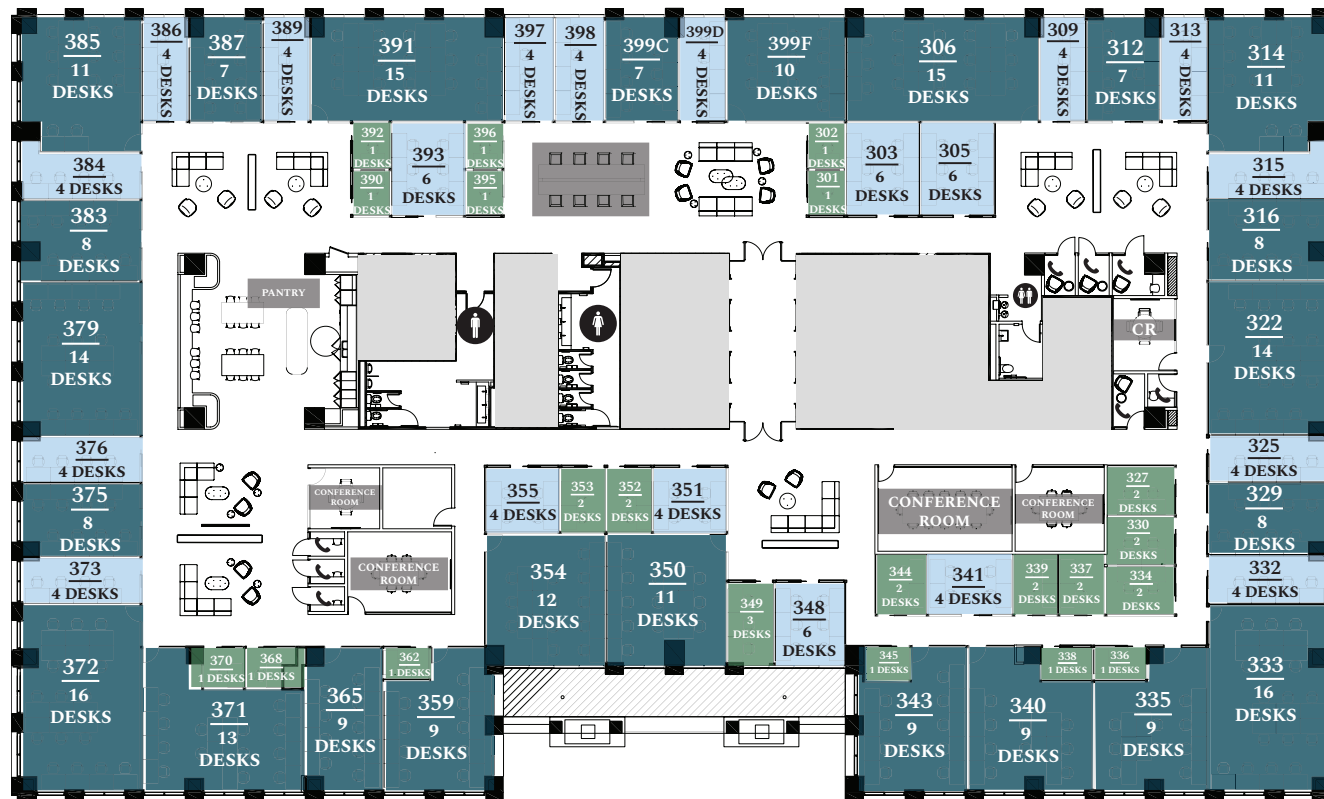 385
11
DESKS
386
4 DESKS
387
7
DESKS
389
4 DESKS
391
15
DESKS
397
4 DESKS
398
4 DESKS
399C
7
DESKS
399D
4 DESKS
399F
10
DESKS
306
15
DESKS
309
4 DESKS
312
7
DESKS
313
4 DESKS
314
11
DESKS
392
1
DESKS
390
1
DESKS
393
6
DESKS
396
1
DESKS
395
1
DESKS
302
1
DESKS
301
1
DESKS
303
6
DESKS
305
6
DESKS
384
4 DESKS
315
4 DESKS
383
8
DESKS
316
8
DESKS
PANTRY
CR
379
14
DESKS
322
14
DESKS
376
4 DESKS
325
4 DESKS
375
8
DESKS
329
8
DESKS
373
4 DESKS
332
4 DESKS
CONFERENCE
ROOM
CONFERENCE
ROOM
355
4 DESKS
353
2
DESKS
352
2
DESKS
351
4 DESKS
CONFERENCE
ROOM
CONFERENCE
ROOM
327
2
DESKS
330
2
DESKS
334
2
DESKS
344
2
DESKS
341
4 DESKS
339
2
DESKS
337
2
DESKS
354
12
DESKS
350
11
DESKS
349
3
DESKS
348
6
DESKS
372
16
DESKS
370
1 DESKS
368
1 DESKS
371
13
DESKS
365
9
DESKS
362
1 DESKS
359
9
DESKS
345
1 DESKS
343
9
DESKS
340
9
DESKS
338
1 DESKS
336
1 DESKS
335
9
DESKS
333
16
DESKS